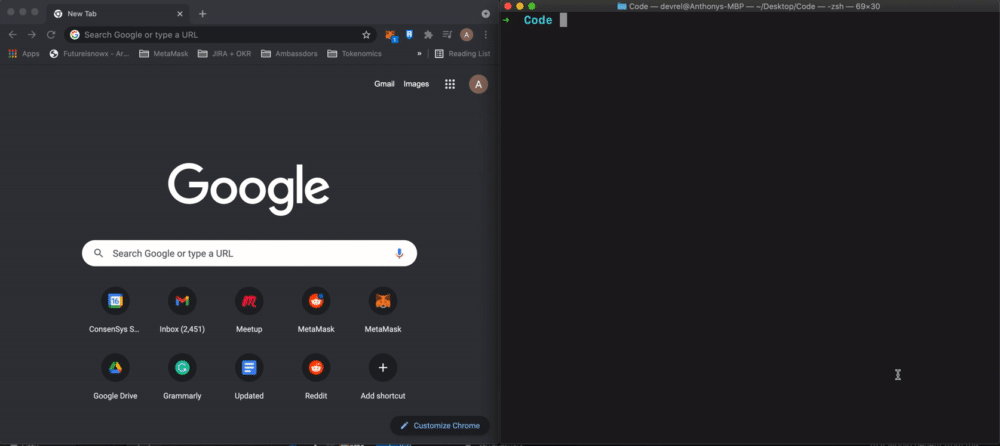 New Tab
Search Google or type a URL
A
Apps
Futureisnowx - Ar...
MetaMask
JIRA + OKR
Ambassdors
Tokenomics
»
Reading List
Gmail
Images
A
Google
Search Google or type a URL
16
ConsenSys S...
Inbox (2,451)
Meetup
MetaMask
MetaMask
Google Drive
Grammarly
Updated
Reddit
Add shortcut
Customize Chrome
Code — devrel@Anthonys-MBP — ~/Desktop/Code — -zsh — 69×30
➜ Code